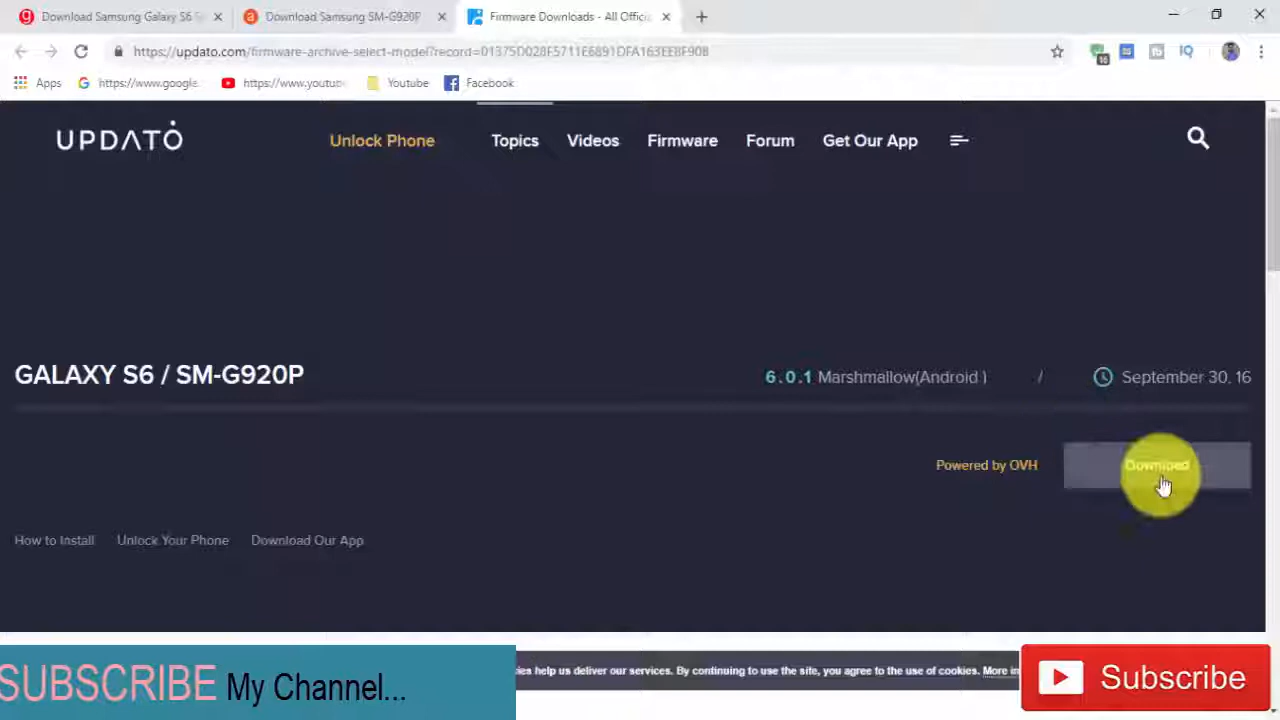 Download Samsung Galaxy S6
Download Samsung SM-G920P
Firmware Downloads - All Offici
https://updato.com/firmware-archive-select-model?record=01375D028F5711E6891DFA163EE8F908
Apps
https://www.google.
https://www.youtub
Youtube
Facebook
UPDATO
Unlock Phone
Topics
Videos
Firmware
Forum
Get Our App
GALAXY S6 / SM-G920P
6.0.1 Marshmallow(Android ) / September 30, 16
Powered by OVH
Download
How to Install
Unlock Your Phone
Download Our App
ies help us deliver our services. By continuing to use the site, you agree to the use of cookies. More in
SUBSCRIBE My Channel...
Subscribe